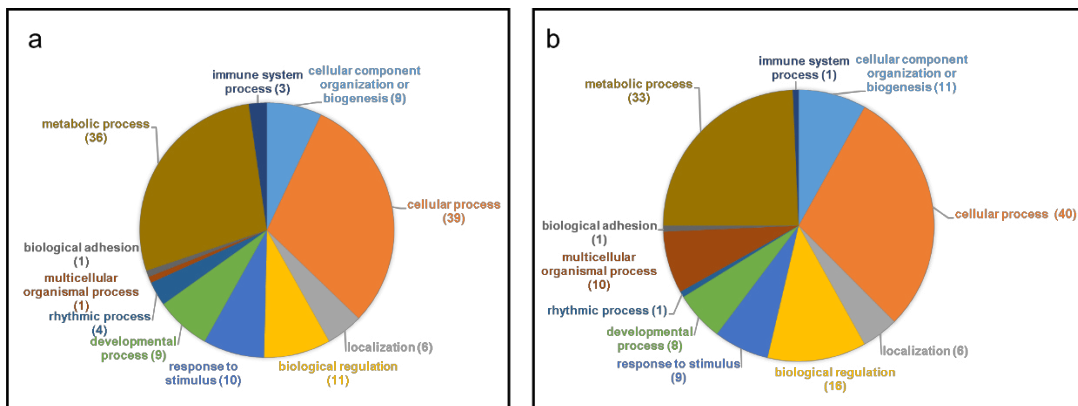 a
immune system
process (3)
cellular component
organization or
biogenesis (9)
metabolic process
(36)
cellular process
(39)
biological adhesion
(1)
multicellular
organismal process
(1)
rhythmic process
(4)
developmental
process (9)
response to
stimulus (10)
biological regulation
(11)
localization (6)
b
immune system
process (1)
cellular component
organization or
biogenesis (11)
metabolic process
(33)
cellular process (40)
biological adhesion
(1)
multicellular
organismal process
(10)
rhythmic process (1)
developmental
process (8)
response to stimulus
(9)
biological regulation
(16)
localization (6)